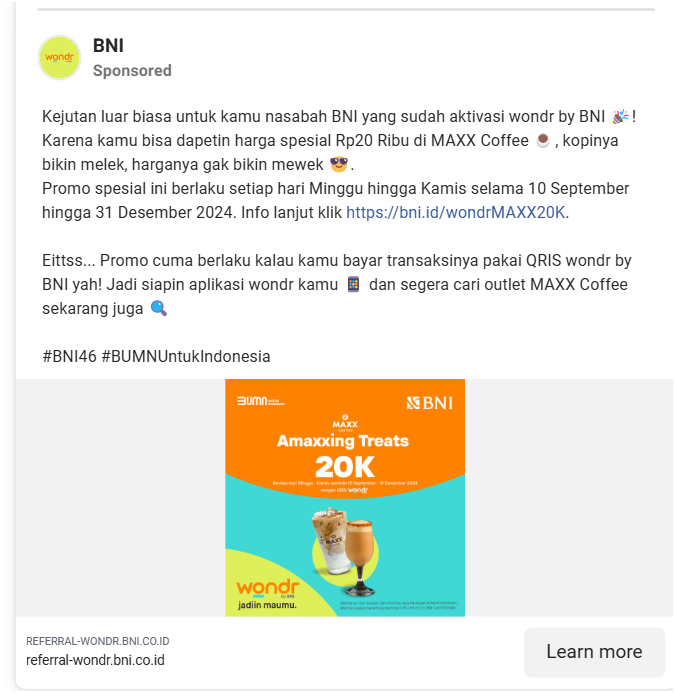 wondr
BNI
Sponsored
Kejutan luar biasa untuk kamu nasabah BNI yang sudah aktivasi wondr by BNI 🎉!
Karena kamu bisa dapetin harga spesial Rp20 Ribu di MAXX Coffee ☕, kopinya
bikin melek, harganya gak bikin mewek 😎.
Promo spesial ini berlaku setiap hari Minggu hingga Kamis selama 10 September
hingga 31 Desember 2024. Info lanjut klik https://bni.id/wondrMAXX20K.
Eittss... Promo cuma berlaku kalau kamu bayar transaksinya pakai QRIS wondr by
BNI yah! Jadi siapin aplikasi wondr kamu 📱 dan segera cari outlet MAXX Coffee
sekarang juga 🔍
#BNI46 #BUMNUntukIndonesia
BUMN
BNI
MAXX
COFFEE
Amaxxing Treats
20K
Berlaku hari Minggu - Kamis, periode 10 September - 31 Desember 2024
dengan QRIS wondr
MAXX
wondr
by BNI
jadiin maumu.
REFERRAL-WONDR.BNI.CO.ID
referral-wondr.bni.co.id
Learn more